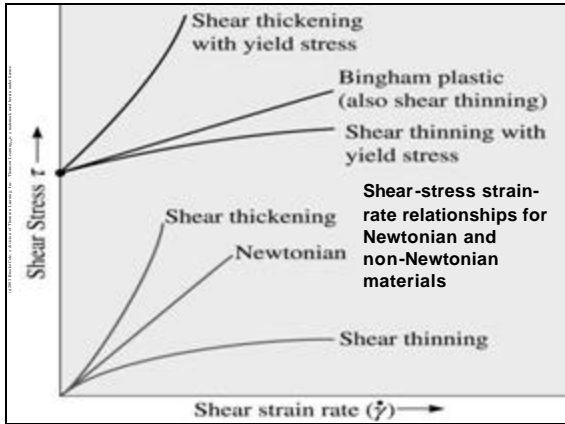 Shear thickening
with yield stress
Bingham plastic
(also shear thinning)
Shear thinning with
yield stress
Shear Stress τ
Shear-stress strain-
rate relationships for
Newtonian and
non-Newtonian
materials
Shear thickening
Newtonian
Shear thinning
Shear strain rate (γ̇)